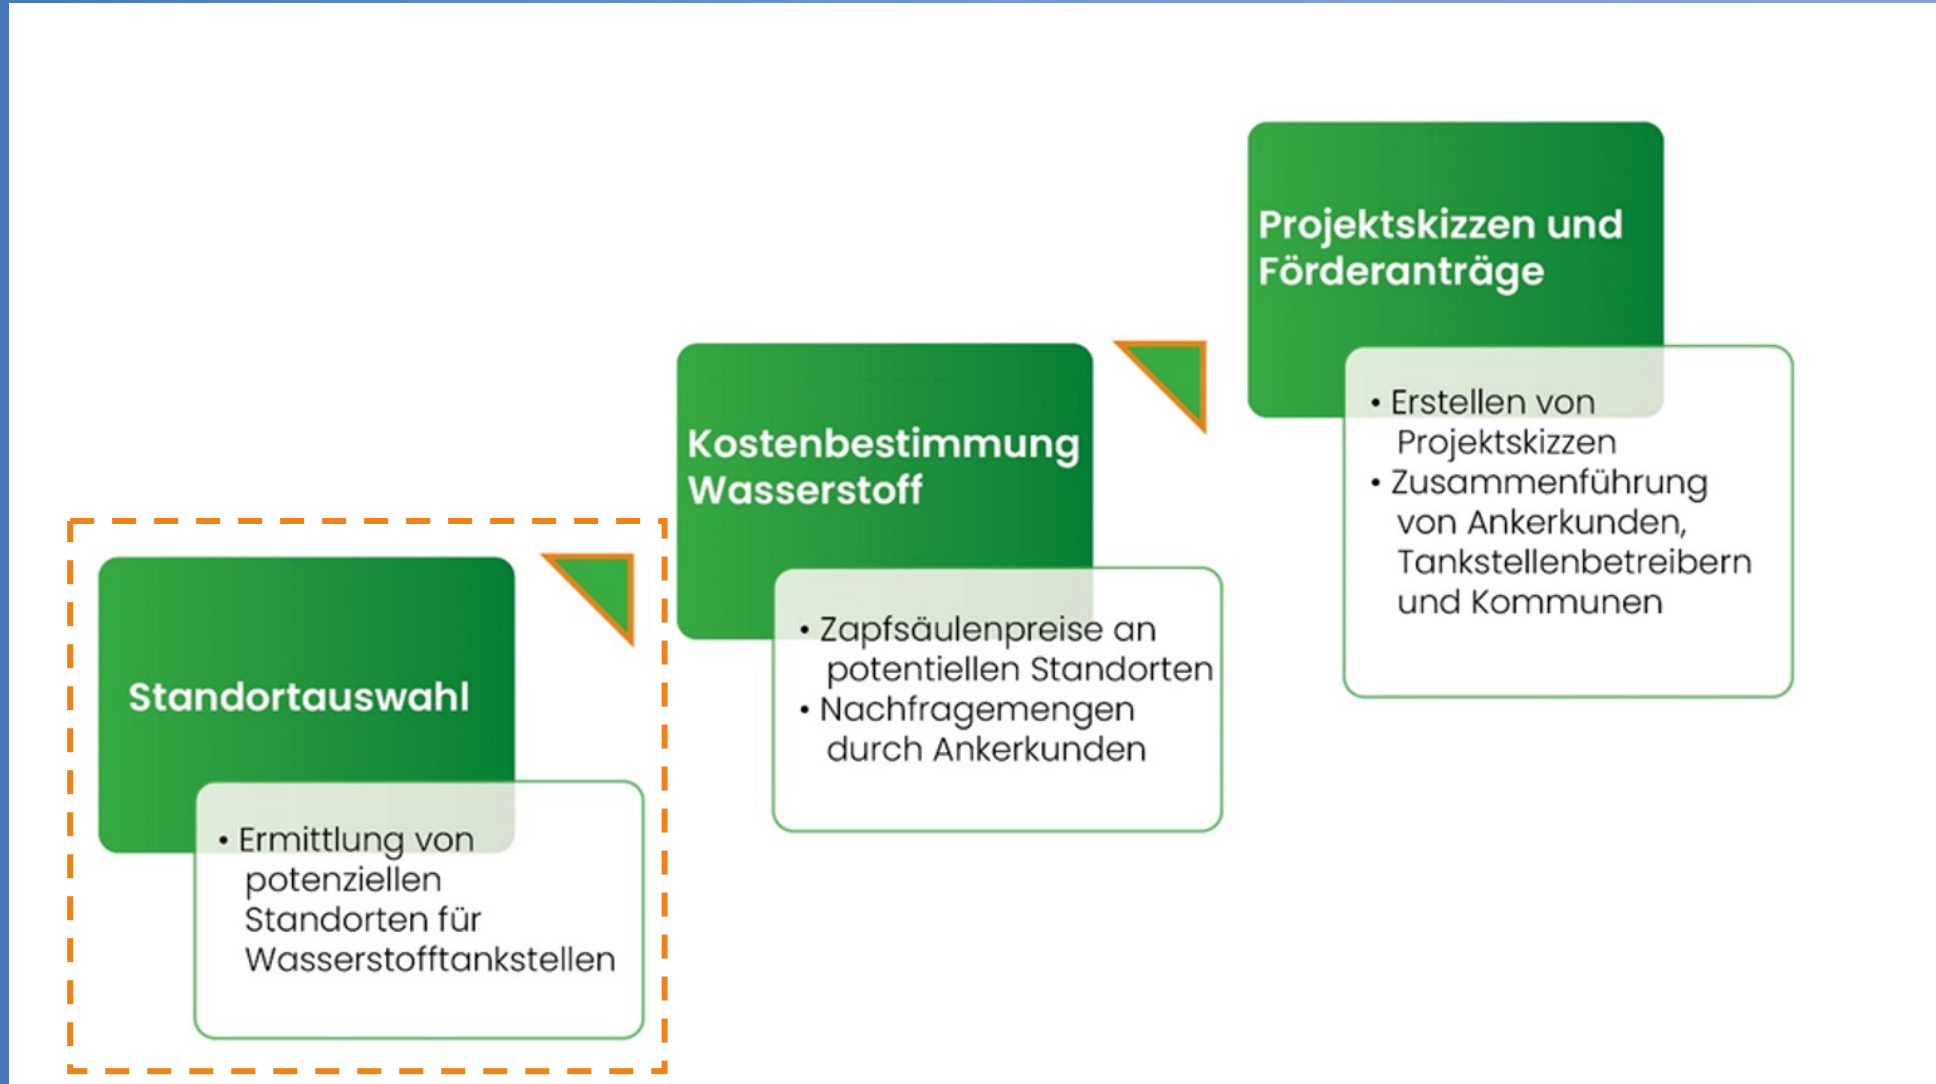 Standortauswahl
• Ermittlung von
potenziellen
Standorten für
Wasserstofftankstellen
Kostenbestimmung
Wasserstoff
• Zapfsäulenpreise an
potentiellen Standorten
• Nachfragemengen
durch Ankerkunden
Projektskizzen und
Förderanträge
• Erstellen von
Projektskizzen
• Zusammenführung
von Ankerkunden,
Tankstellenbetreibern
und Kommunen